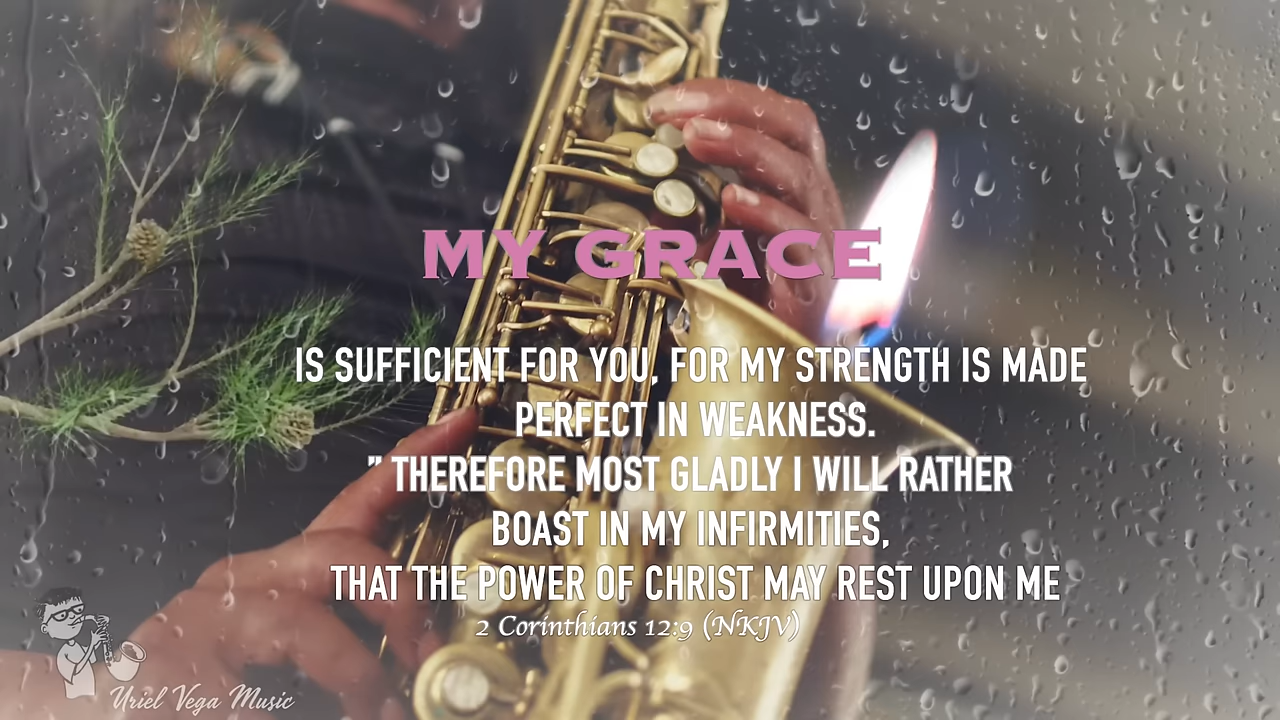 MY GRACE
IS SUFFICIENT FOR YOU, FOR MY STRENGTH IS MADE
PERFECT IN WEAKNESS.
” THEREFORE MOST GLADLY I WILL RATHER
BOAST IN MY INFIRMITIES,
THAT THE POWER OF CHRIST MAY REST UPON ME
2 Corinthians 12:9 (NKJV)
Uriel Vega Music